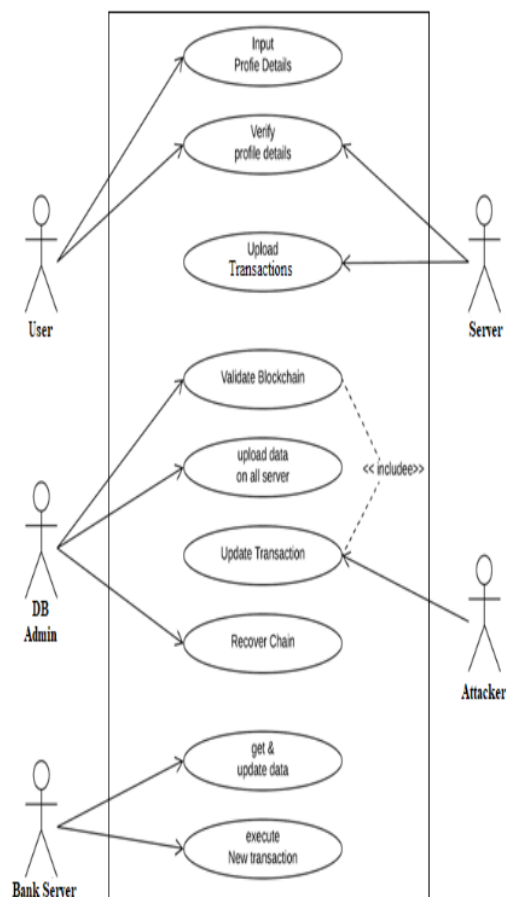 Input
Profie Details
Verify
profile details
Upload
Transactions
User
Server
Validate Blockchain
upload data
on all server
<< includee>>
Update Transaction
DB
Admin
Recover Chain
Attacker
get &
update data
execute
New transaction
Bank Server